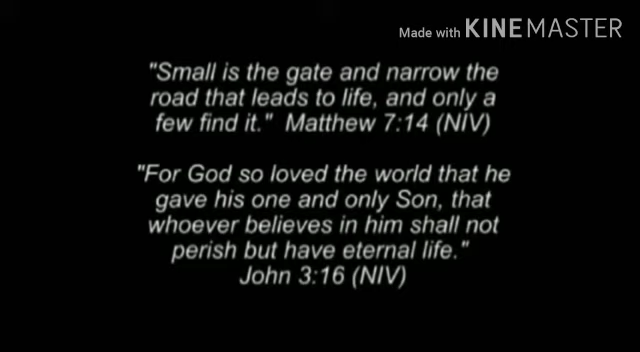 Made with KINEMASTER
"Small is the gate and narrow the
road that leads to life, and only a
few find it." Matthew 7:14 (NIV)
"For God so loved the world that he
gave his one and only Son, that
whoever believes in him shall not
perish but have eternal life."
John 3:16 (NIV)